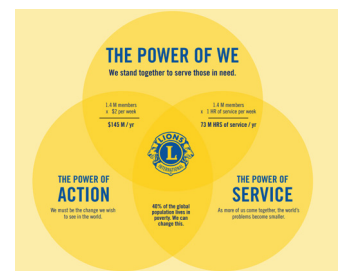 THE POWER OF WE
We stand together to serve those in need.
1.4 M members
x $2 per week
$145 M / yr
1.4 M members
x 1 HR of service per week
73 M HRS of service / yr
LIONS
L
INTERNATIONAL
THE POWER OF
ACTION
We must be the change we wish
to see in the world.
40% of the global
population lives in
poverty. We can
change this.
THE POWER OF
SERVICE
As more of us come together, the world's
problems become smaller.